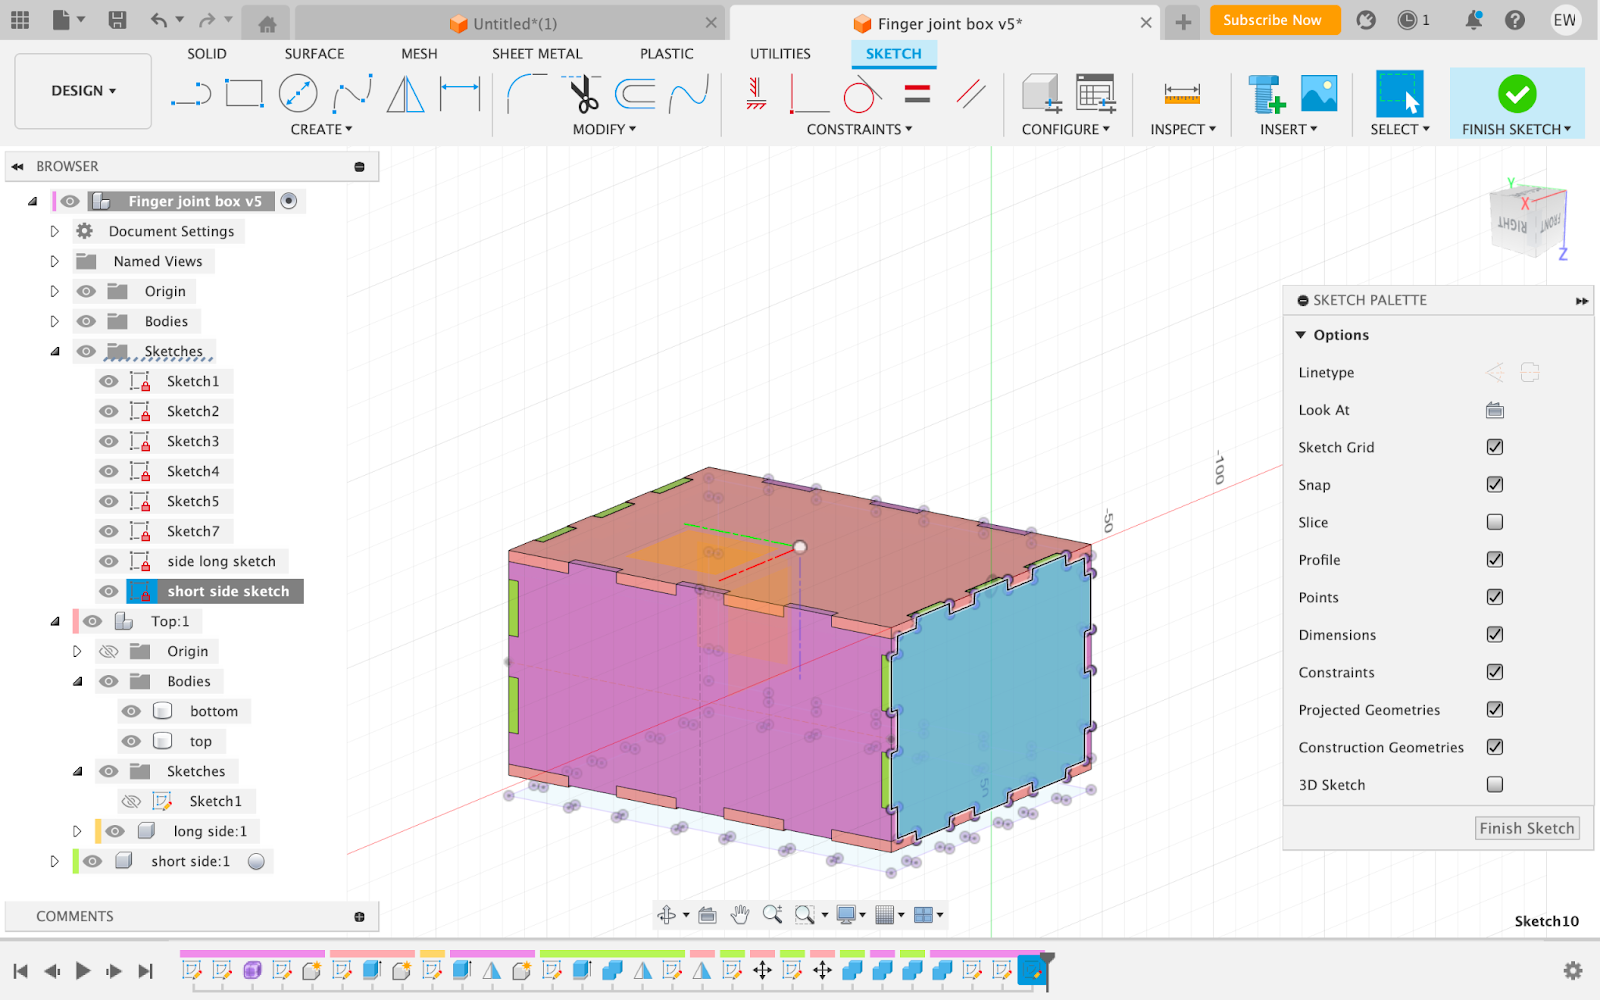 Untitled*(1)
Finger joint box v5*
Subscribe Now
1
EW
DESIGN
SOLID
SURFACE
MESH
SHEET METAL
PLASTIC
UTILITIES
SKETCH
CREATE
MODIFY
CONSTRAINTS
CONFIGURE
INSPECT
INSERT
SELECT
FINISH SKETCH
BROWSER
Finger joint box v5
Document Settings
Named Views
Origin
Bodies
Sketches
Sketch1
Sketch2
Sketch3
Sketch4
Sketch5
Sketch7
side long sketch
short side sketch
Top:1
Origin
Bodies
bottom
top
Sketches
Sketch1
long side:1
short side:1
COMMENTS
-100
-50
50
Y
X
Z
RIGHT
FRONT
SKETCH PALETTE
Options
Linetype
Look At
Sketch Grid
Snap
Slice
Profile
Points
Dimensions
Constraints
Projected Geometries
Construction Geometries
3D Sketch
Finish Sketch
Sketch10